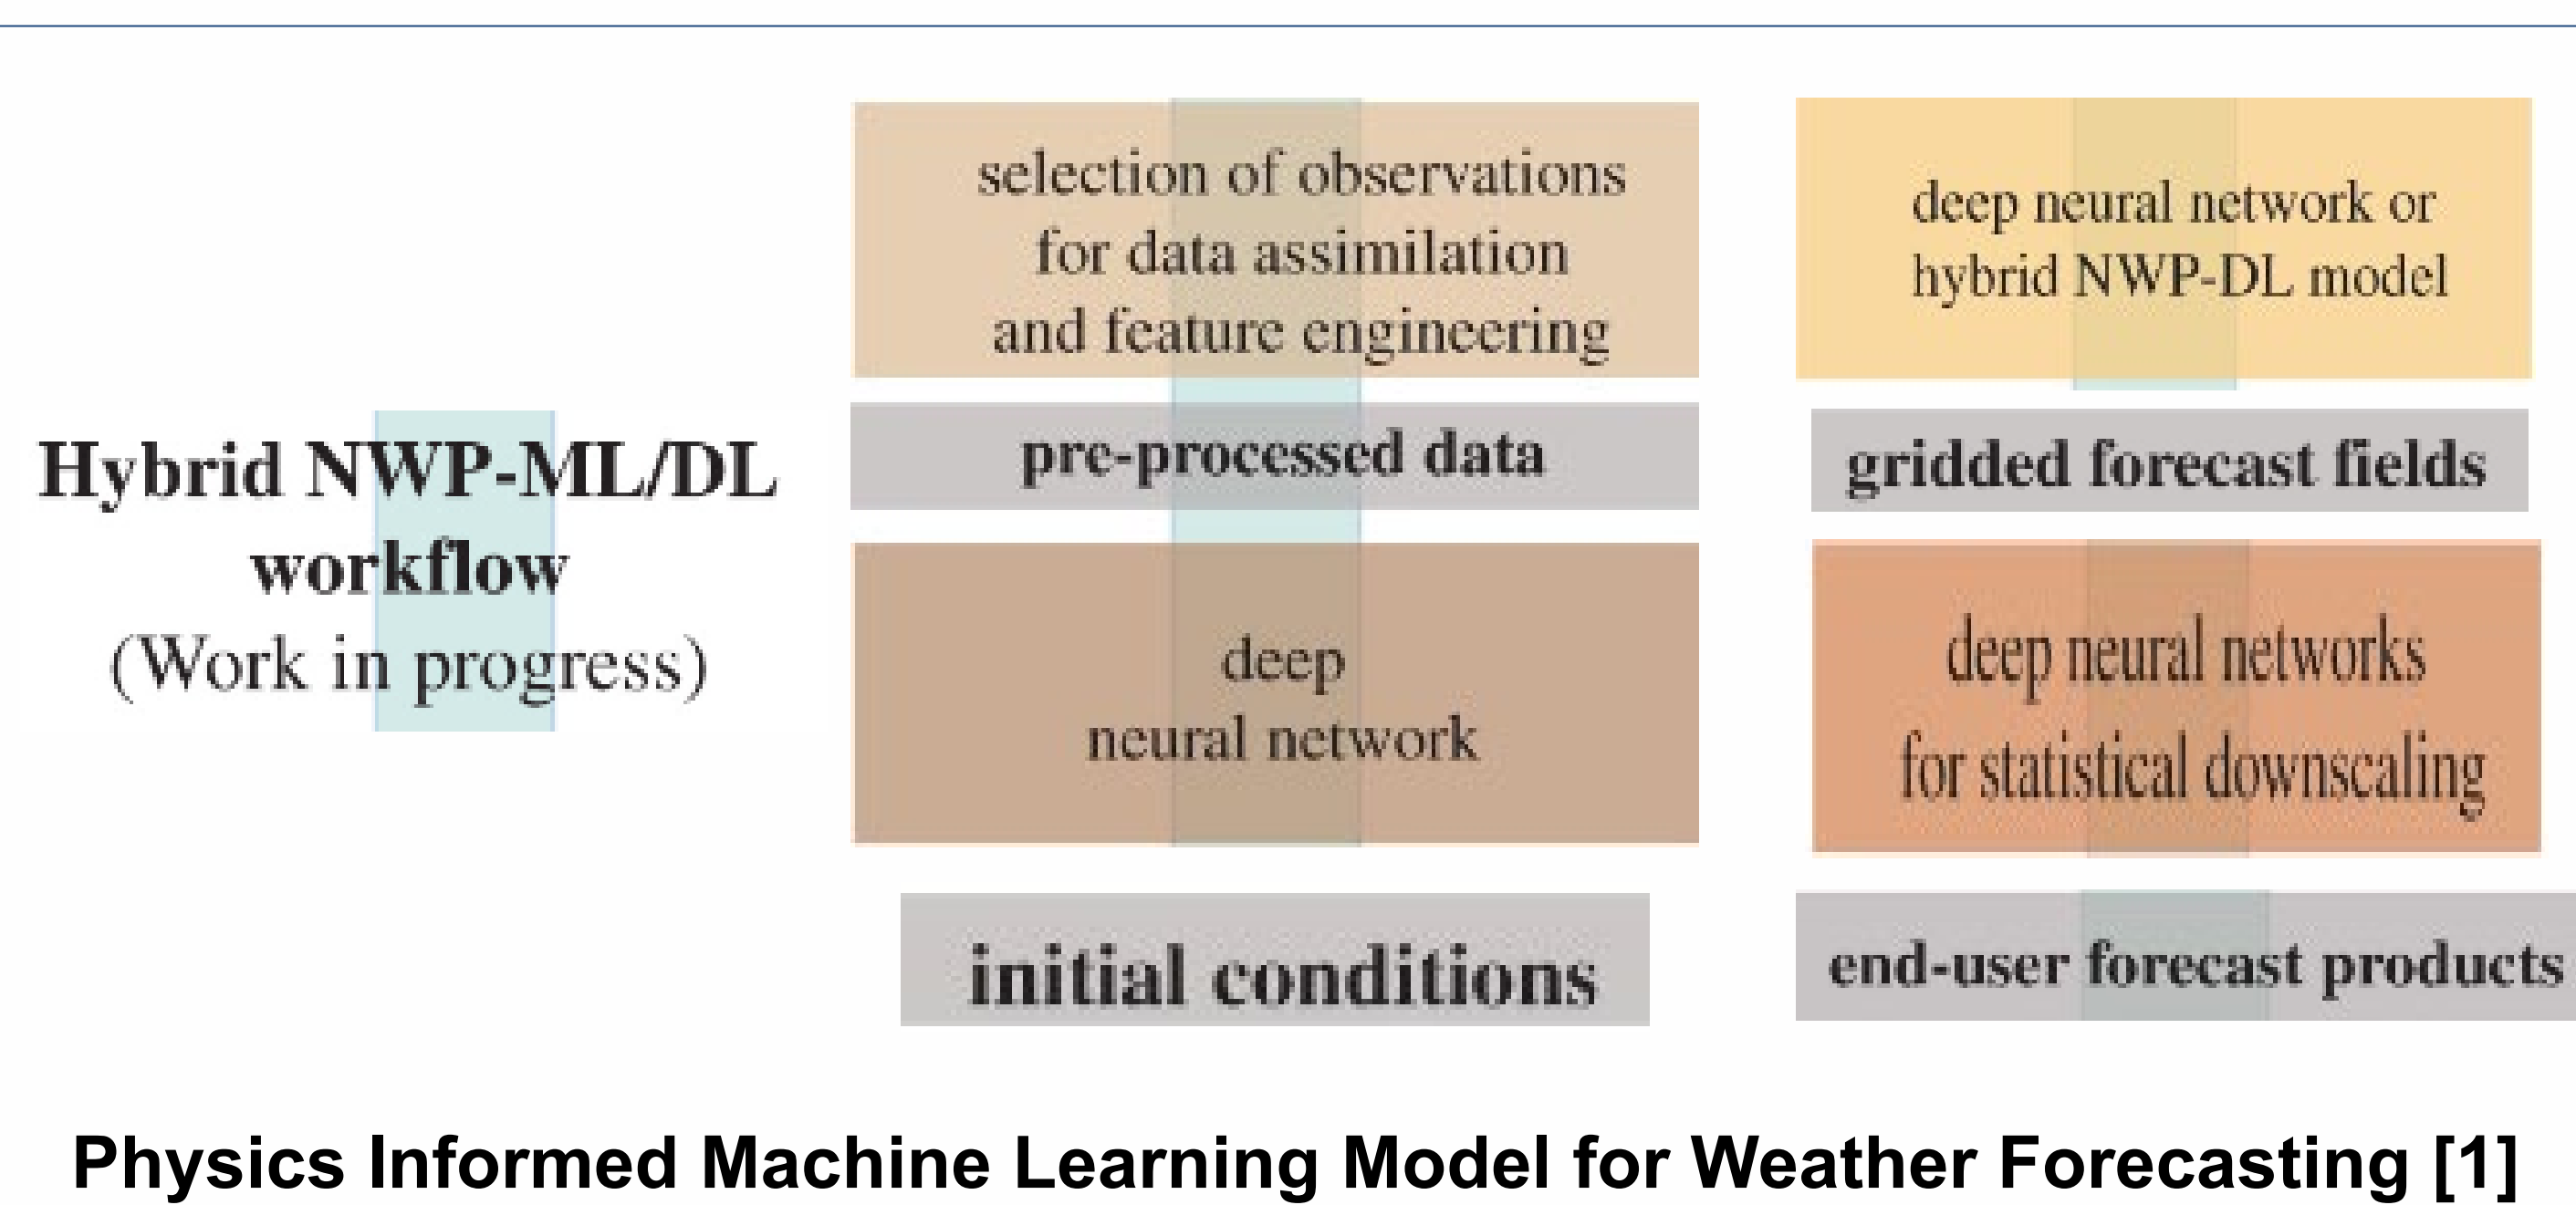 Hybrid NWP-ML/DL
workflow
(Work in progress)
selection of observations
for data assimilation
and feature engineering
pre-processed data
deep
neural network
initial conditions
deep neural network or
hybrid NWP-DL model
gridded forecast fields
deep neural networks
for statistical downscaling
end-user forecast products
Physics Informed Machine Learning Model for Weather Forecasting [1]